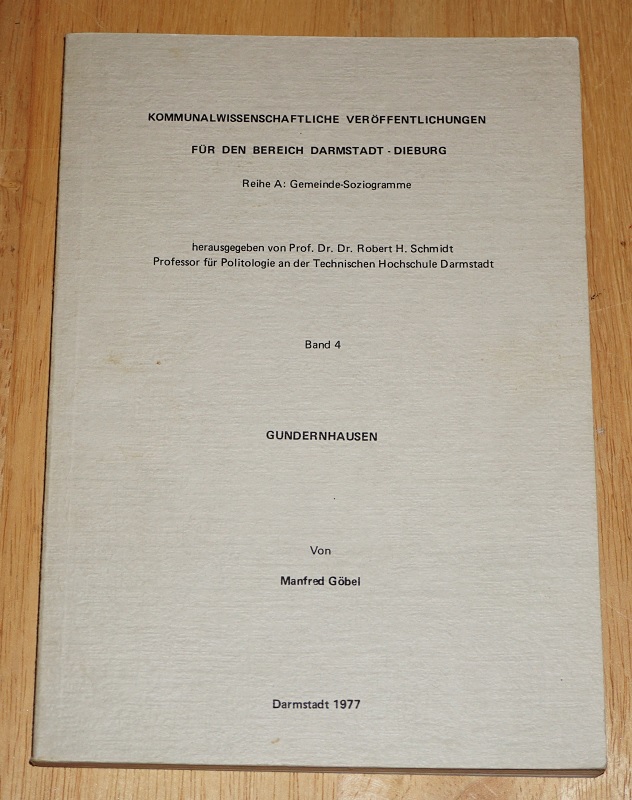 KOMMUNALWISSENSCHAFTLICHE VERÖFFENTLICHUNGEN
FÜR DEN BEREICH DARMSTADT - DIEBURG
Reihe A: Gemeinde-Soziogramme
herausgegeben von Prof. Dr. Dr. Robert H. Schmidt
Professor für Politologie an der Technischen Hochschule Darmstadt
Band 4
GUNDERNHAUSEN
Von
Manfred Göbel
Darmstadt 1977